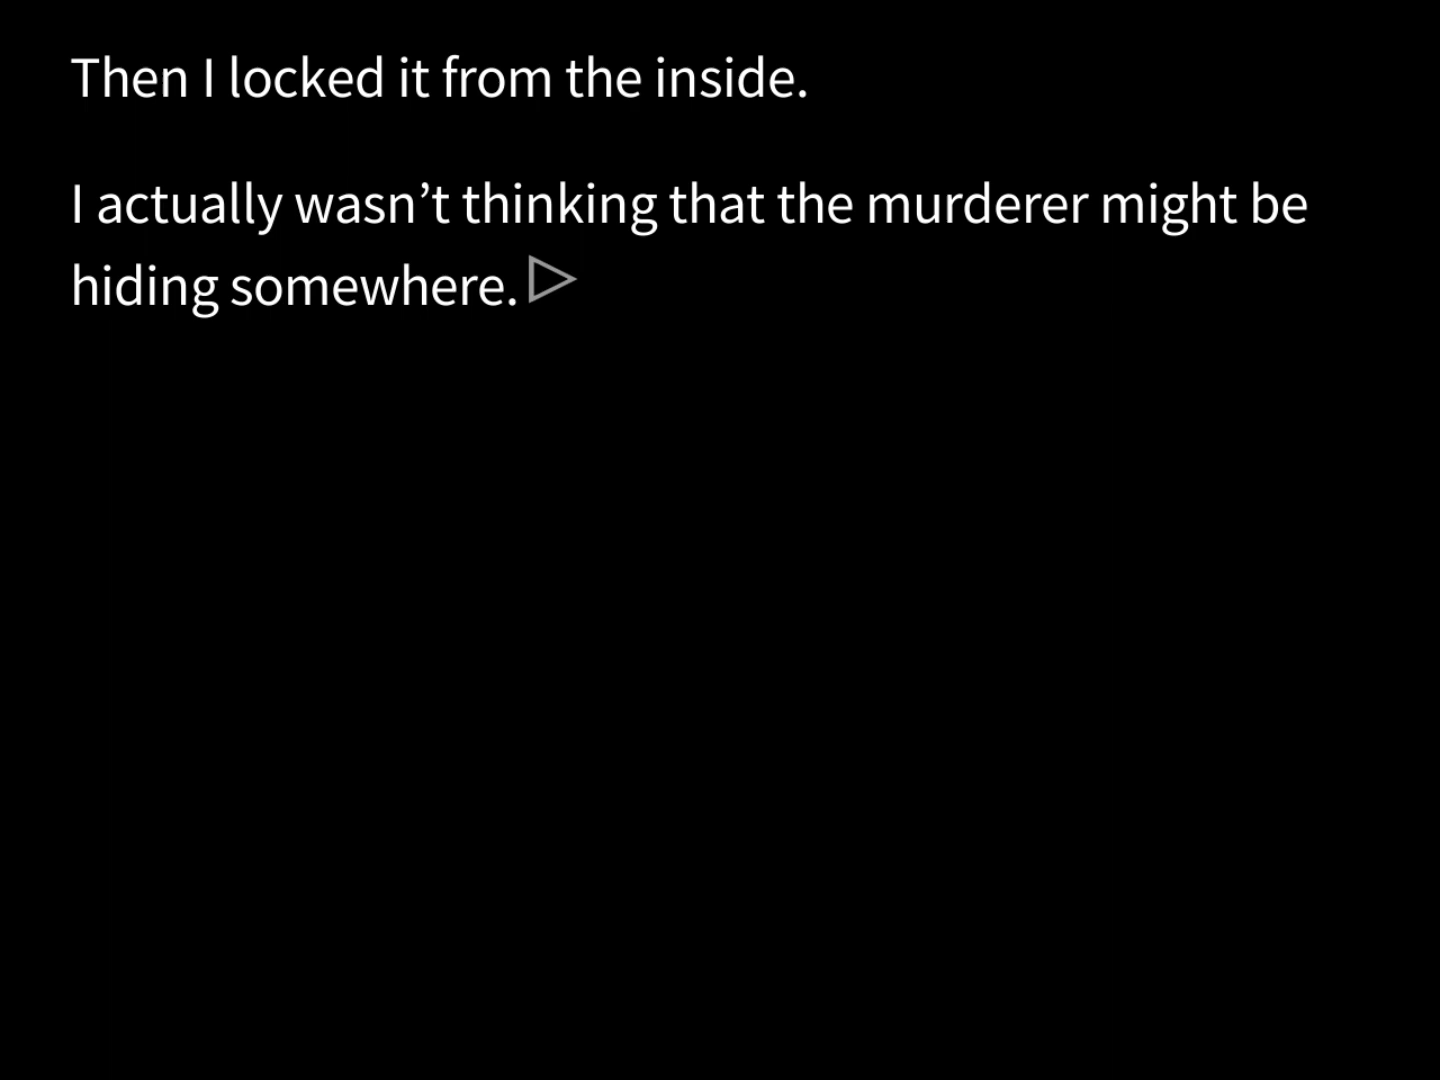 Then I locked it from the inside.
I actually wasn’t thinking that the murderer might be
hiding somewhere.